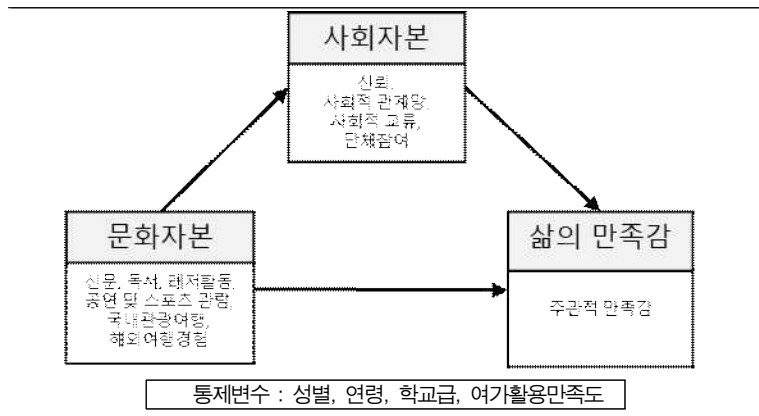 사회자본
신뢰,
사회적 관계망,
사회적 교류,
단체참여
문화자본
신문, 독서, 레저활동,
공연 및 스포츠 관람,
국내관광여행,
해외여행경험
삶의 만족감
주관적 만족감
통제변수 : 성별, 연령, 학교급, 여가활용만족도